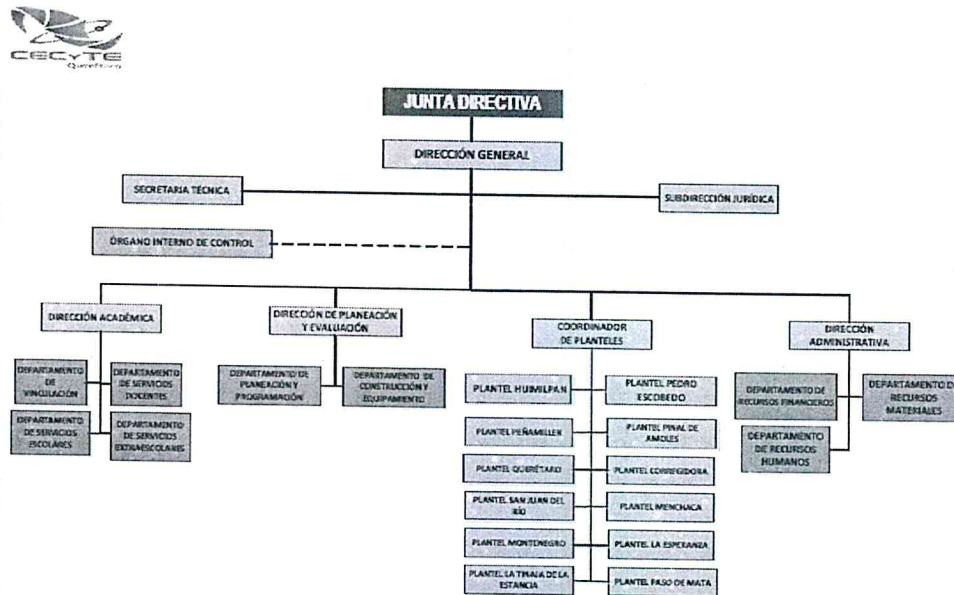 CECyTE
Querétaro
JUNTA DIRECTIVA
DIRECCIÓN GENERAL
SECRETARIA TÉCNICA
SUBDIRECCIÓN JURÍDICA
ÓRGANO INTERNO DE CONTROL
DIRECCIÓN ACADÉMICA
DIRECCIÓN DE PLANEACIÓN
Y EVALUACIÓN
COORDINADOR
DE PLANTELES
DIRECCIÓN
ADMINISTRATIVA
DEPARTAMENTO
DE
VINCULACIÓN
DEPARTAMENTO
DE SERVICIOS
DOCENTES
DEPARTAMENTO
DE SERVICIOS
ESCOLARES
DEPARTAMENTO
DE SERVICIOS
EXTRAESCOLARES
DEPARTAMENTO DE
PLANEACIÓN Y
PROGRAMACIÓN
DEPARTAMENTO DE
CONSTRUCCIÓN Y
EQUIPAMIENTO
PLANTEL HUIMILPAN
PLANTEL PEDRO
ESCOBEDO
PLANTEL PEÑAMILLER
PLANTEL PINAL DE
AMOLES
PLANTEL QUERÉTARO
PLANTEL CORREGIDORA
PLANTEL SAN JUAN DEL
RÍO
PLANTEL MENCHACA
PLANTEL MONTENEGRO
PLANTEL LA ESPERANZA
PLANTEL LA
DE LA
ESTANCIA
PLANTEL PASO DE MATA
DEPARTAMENTO DE
RECURSOS FINANCIEROS
DEPARTAMENTO DE
RECURSOS
MATERIALES
DEPARTAMENTO
DE RECURSOS
HUMANOS